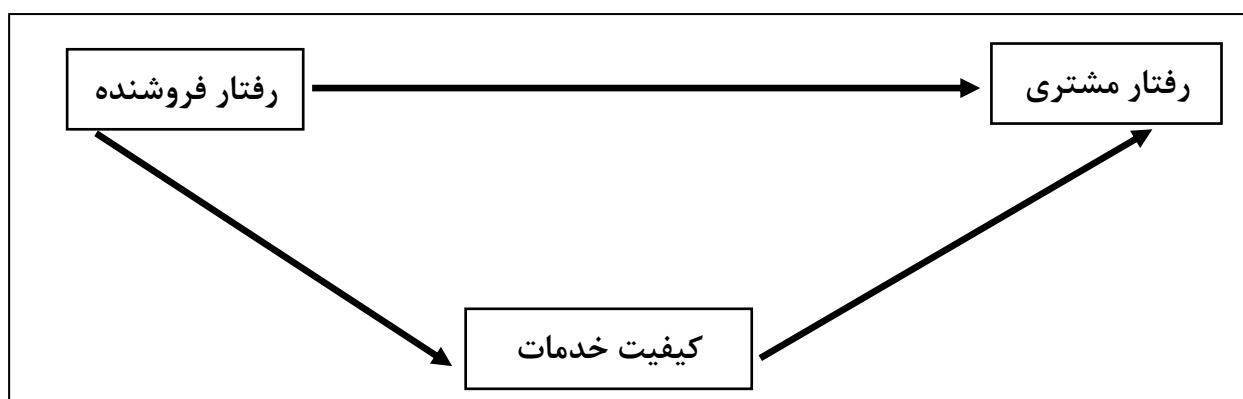 رفتار مشتری
رفتار فروشنده
کیفیت خدمات